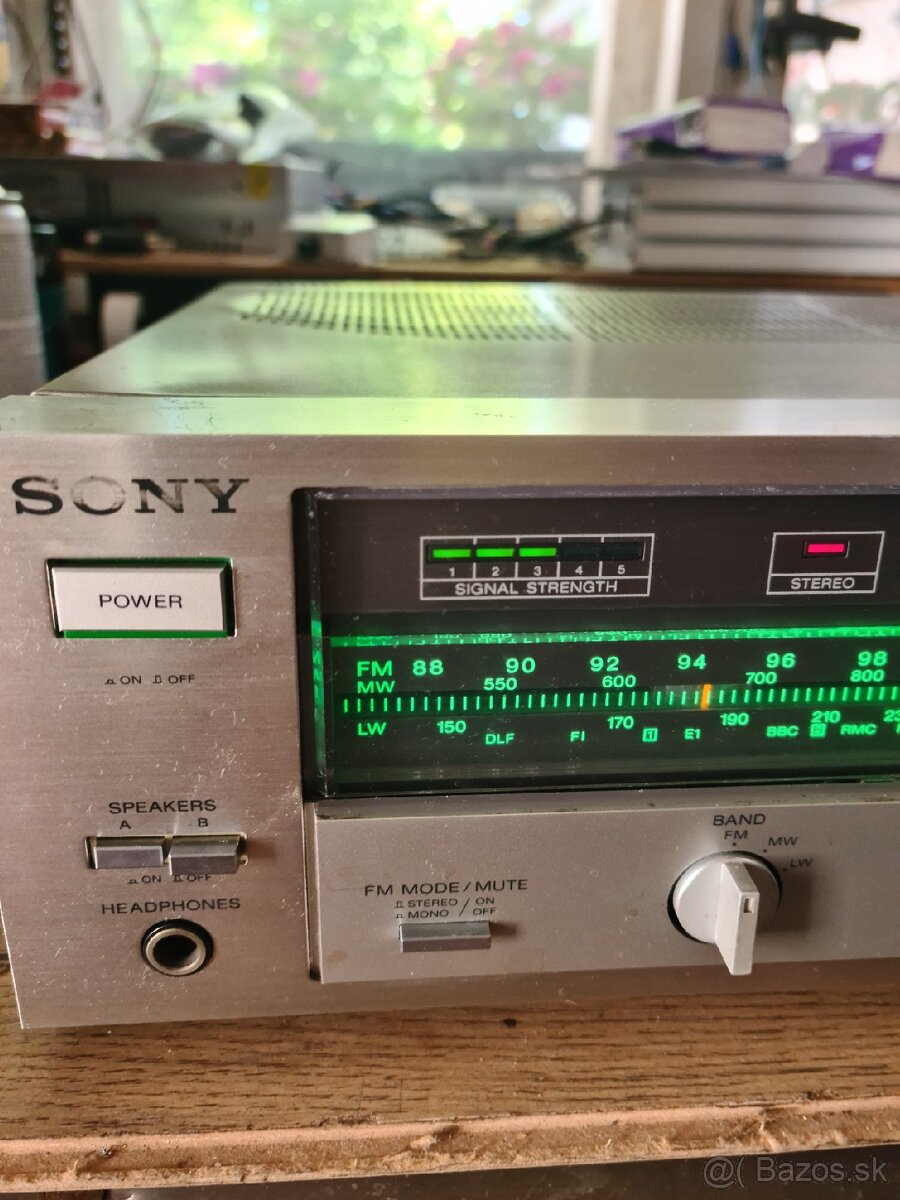 SONY
POWER
ON OFF
1 2 3 4 5
SIGNAL STRENGTH
STEREO
FM 88 90 92 94 96 98
MW 550 600 700 800
LW 150 170 190 210
DLF FI 1 E1 BBC 2 RMC
SPEAKERS
A B
ON OFF
HEADPHONES
FM MODE/MUTE
STEREO / ON
MONO / OFF
BAND
FM
MW
LW
@( Bazos.sk